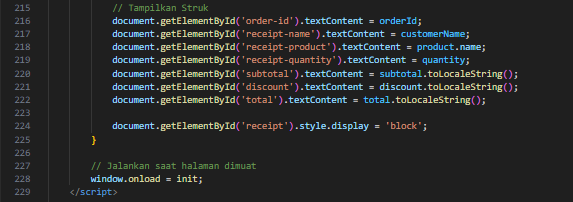 215 // Tampilkan Struk
216 document.getElementById('order-id').textContent = orderId;
217 document.getElementById('receipt-name').textContent = customerName;
218 document.getElementById('receipt-product').textContent = product.name;
219 document.getElementById('receipt-quantity').textContent = quantity;
220 document.getElementById('subtotal').textContent = subtotal.toLocaleString();
221 document.getElementById('discount').textContent = discount.toLocaleString();
222 document.getElementById('total').textContent = total.toLocaleString();
223
224 document.getElementById('receipt').style.display = 'block';
225 }
226
227 // Jalankan saat halaman dimuat
228 window.onload = init;
229 </script>